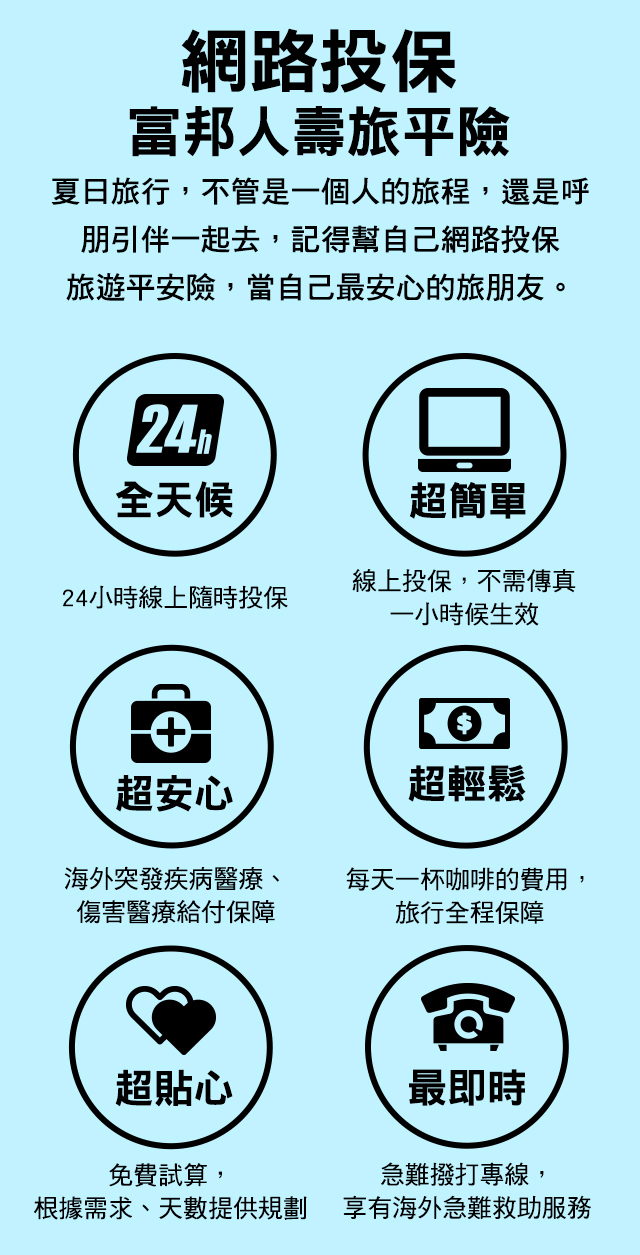 網路投保
富邦人壽旅平險
夏日旅行，不管是一個人的旅程，還是呼
朋引伴一起去，記得幫自己網路投保
旅遊平安險，當自己最安心的旅朋友。
24h
全天候
24小時線上隨時投保
超簡單
線上投保，不需傳真
一小時候生效
超安心
海外突發疾病醫療、
傷害醫療給付保障
$
超輕鬆
每天一杯咖啡的費用，
旅行全程保障
超貼心
免費試算，
根據需求、天數提供規劃
最即時
急難撥打專線，
享有海外急難救助服務